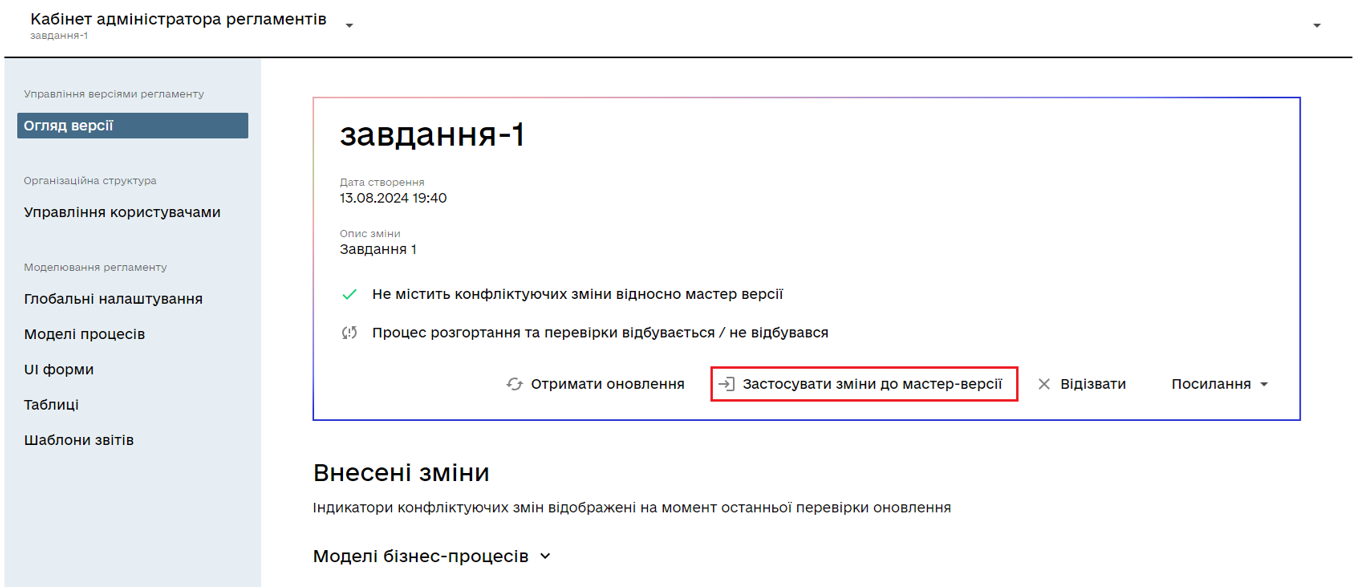 Кабінет адміністратора регламентів
завдання-1
Управління версіями регламенту
Огляд версії
Організаційна структура
Управління користувачами
Моделювання регламенту
Глобальні налаштування
Моделі процесів
UI форми
Таблиці
Шаблони звітів
завдання-1
Дата створення
13.08.2024 19:40
Опис зміни
Завдання 1
Не містить конфліктуючих зміни відносно мастер версії
Процес розгортання та перевірки відбувається / не відбувався
Отримати оновлення Застосувати зміни до мастер-версії Відізвати Посилання
Внесені зміни
Індикатори конфліктуючих змін відображені на момент останньої перевірки оновлення
Моделі бізнес-процесів